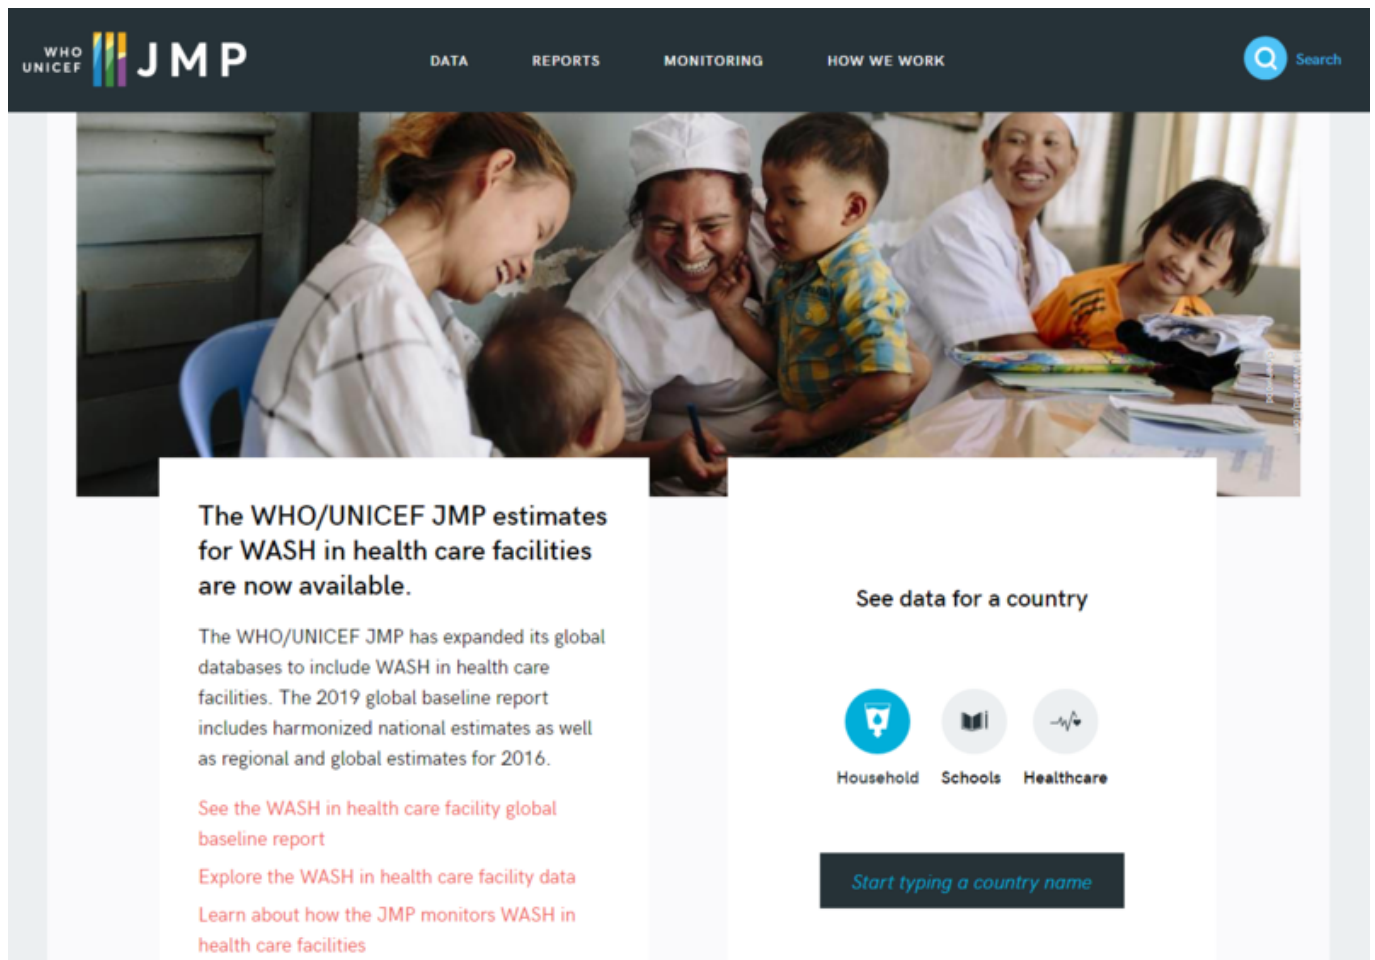 WHO
UNICEF
JMP
DATA
REPORTS
MONITORING
HOW WE WORK
Search
The WHO/UNICEF JMP estimates
for WASH in health care facilities
are now available.
The WHO/UNICEF JMP has expanded its global
databases to include WASH in health care
facilities. The 2019 global baseline report
includes harmonized national estimates as well
as regional and global estimates for 2016.
See the WASH in health care facility global
baseline report
Explore the WASH in health care facility data
Learn about how the JMP monitors WASH in
health care facilities
See data for a country
Household
Schools
Healthcare
Start typing a country name